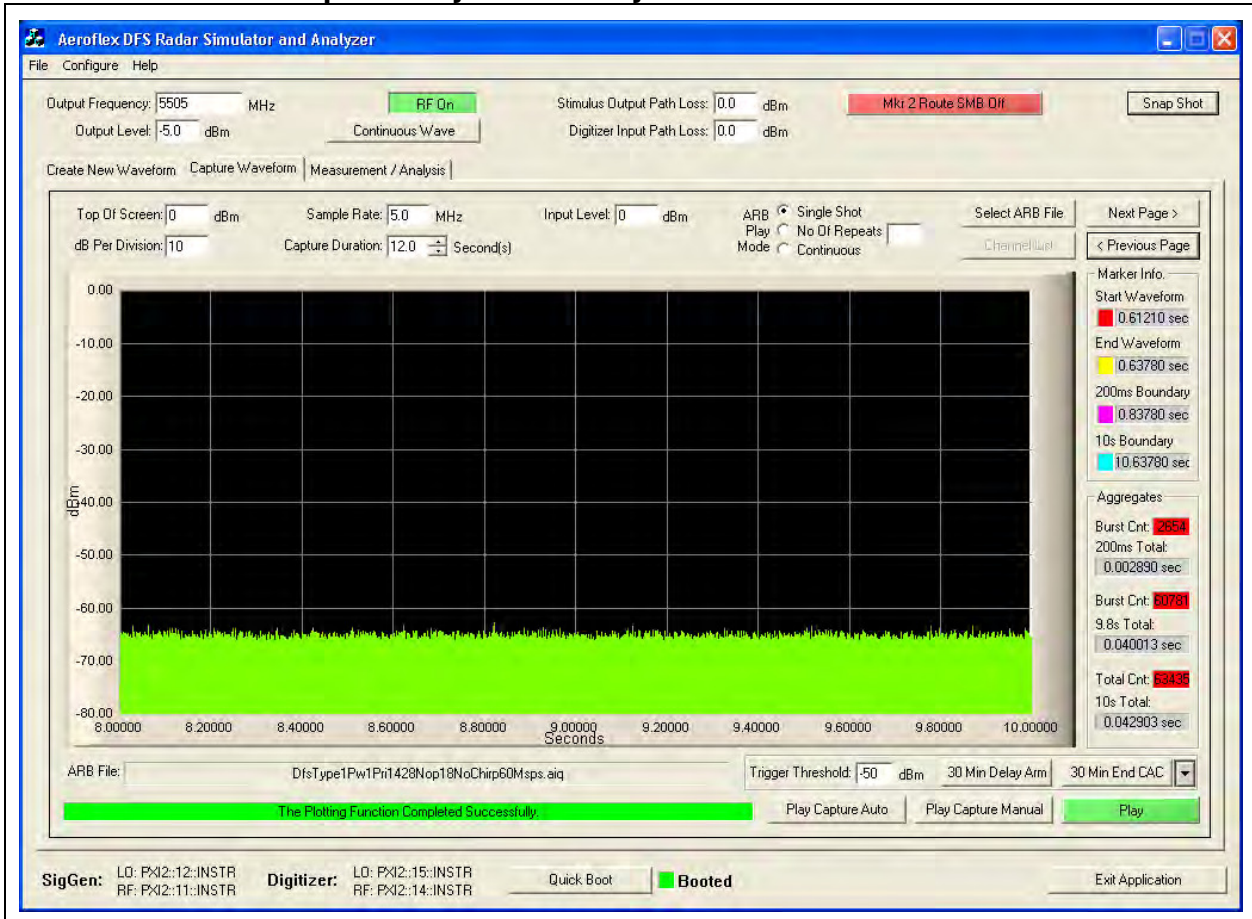 Aeroflex DFS Radar Simulator and Analyzer
File Configure Help
Output Frequency: 5505 MHz
RF On
Stimulus Output Path Loss: 0.0 dBm
Mkr 2 Route SMB Off
Snap Shot
Output Level: -5.0 dBm
Continuous Wave
Digitizer Input Path Loss: 0.0 dBm
Create New Waveform Capture Waveform Measurement / Analysis
Top Of Screen: 0 dBm
Sample Rate: 5.0 MHz
Input Level: 0 dBm
ARB Play Mode
Single Shot
No Of Repeats
Continuous
Select ARB File
Next Page >
dB Per Division: 10
Capture Duration: 12.0 Second(s)
Channel List
< Previous Page
Marker Info.
Start Waveform
0.61210 sec
End Waveform
0.63780 sec
200ms Boundary
0.83780 sec
10s Boundary
10.63780 sec
Aggregates
Burst Cnt: 2654
200ms Total:
0.002890 sec
Burst Cnt: 60781
9.8s Total:
0.040013 sec
Total Cnt: 63435
10s Total:
0.042903 sec
0.00
-10.00
-20.00
-30.00
-40.00
-50.00
-60.00
-70.00
-80.00
dBm
8.00000 8.20000 8.40000 8.60000 8.80000 9.00000 9.20000 9.40000 9.60000 9.80000 10.00000
Seconds
ARB File: DfsType1Pw1Pri1428Nop18NoChirp60Msps.aiq
Trigger Threshold: -50 dBm
30 Min Delay Arm
30 Min End CAC
The Plotting Function Completed Successfully.
Play Capture Auto
Play Capture Manual
Play
SigGen: LO: PXI2::12::INSTR
RF: PXI2::11::INSTR
Digitizer: LO: PXI2::15::INSTR
RF: PXI2::14::INSTR
Quick Boot
Booted
Exit Application